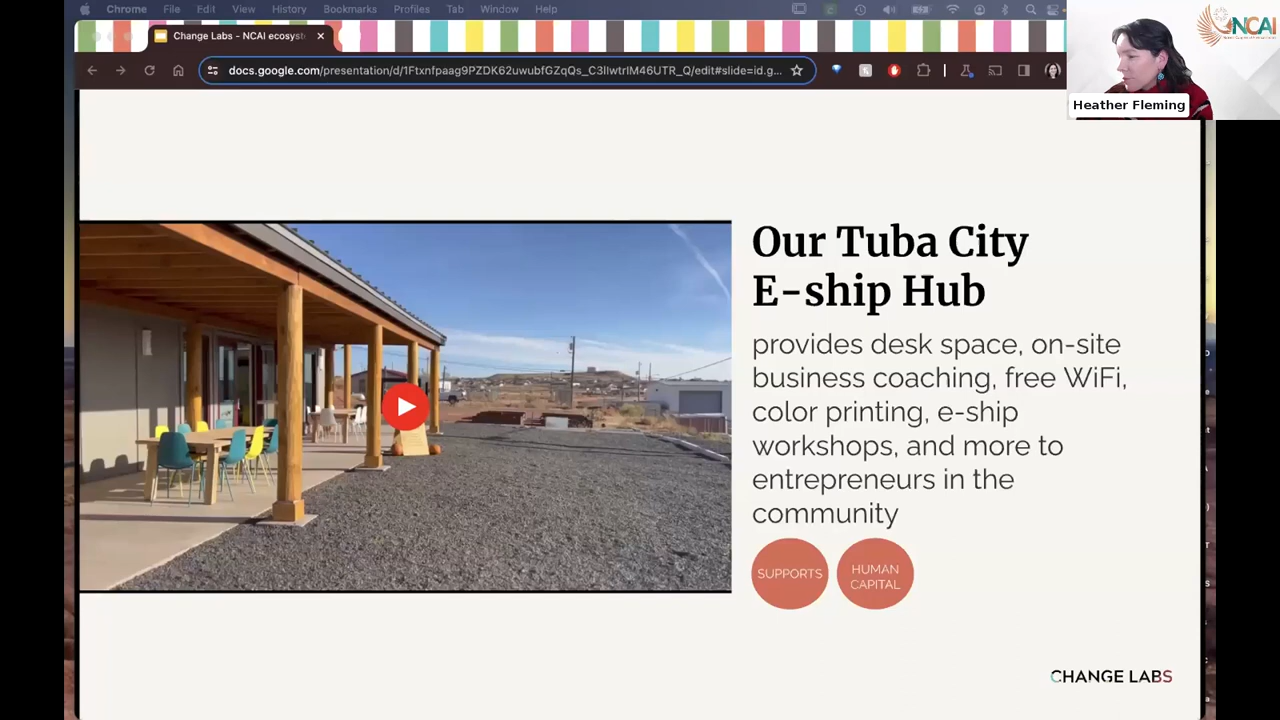 Chrome File Edit View History Bookmarks Profiles Tab Window Help
Change Labs - NCAI ecosyst
docs.google.com/presentation/d/1Ftxnfpaag9PZDK62uwubfGZqQs_C3IlwtrIM46UTR_Q/edit#slide=id.g...
NCAI
Heather Fleming
Our Tuba City
E-ship Hub
provides desk space, on-site
business coaching, free WiFi,
color printing, e-ship
workshops, and more to
entrepreneurs in the
community
SUPPORTS
HUMAN
CAPITAL
CHANGE LABS